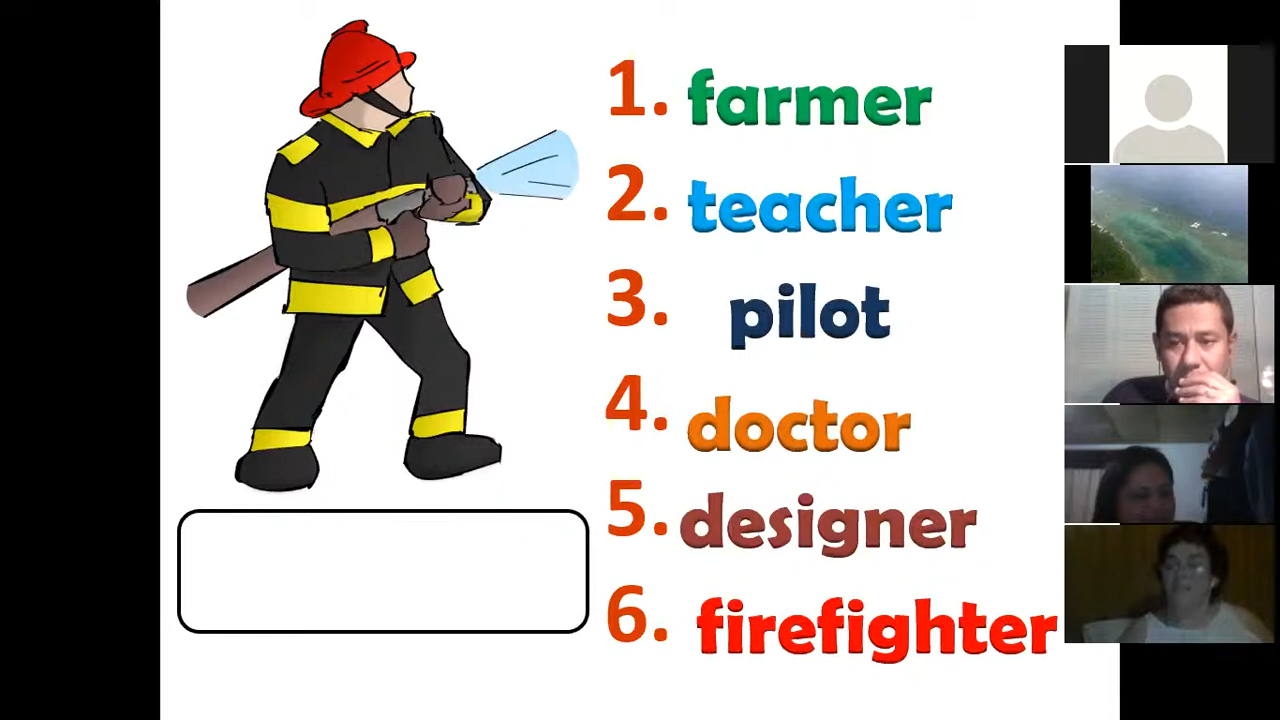 1. farmer
2. teacher
3. pilot
4. doctor
5. designer
6. firefighter